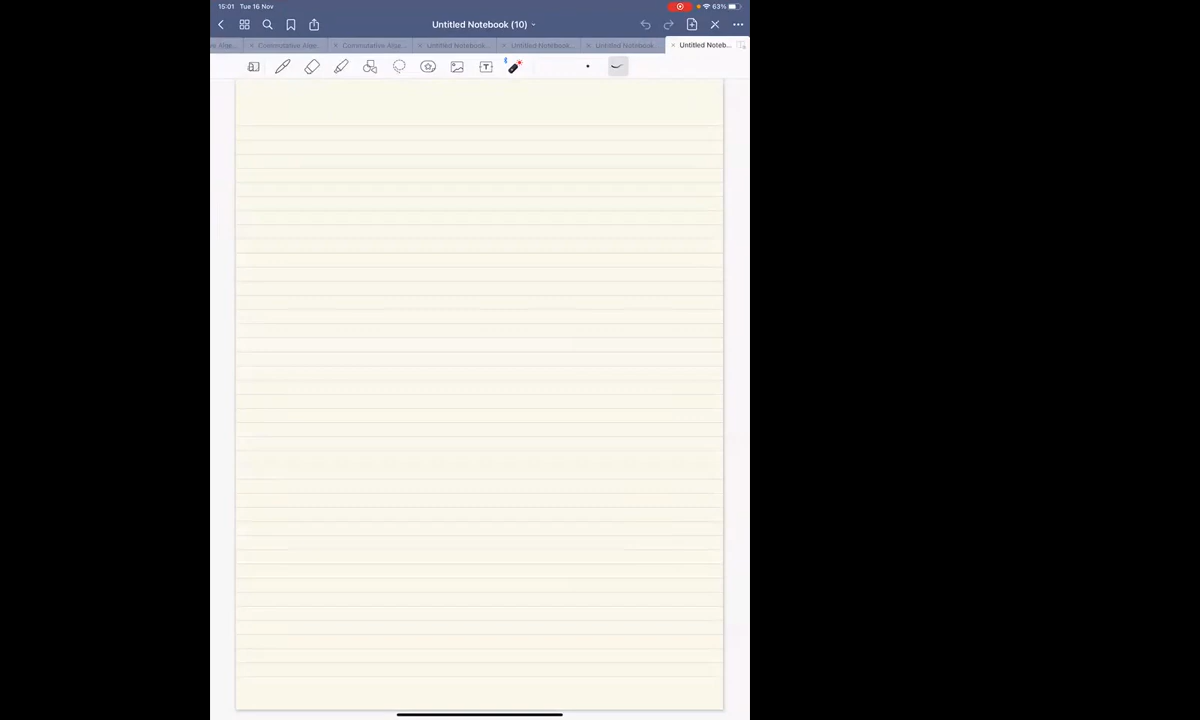 15:01 Tue 16 Nov
63%
Untitled Notebook (10)
Commutative Alge...
Commutative Alge...
Untitled Notebook...
Untitled Notebook...
Untitled Notebook
Untitled Noteb...
T